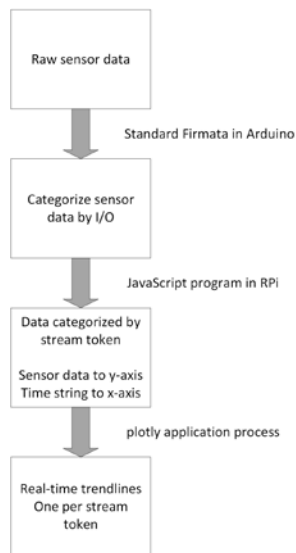 Raw sensor data
Standard Firmata in Arduino
Categorize sensor
data by I/O
JavaScript program in RPi
Data categorized by
stream token
Sensor data to y-axis
Time string to x-axis
plotly application process
Real-time trendlines
One per stream
token